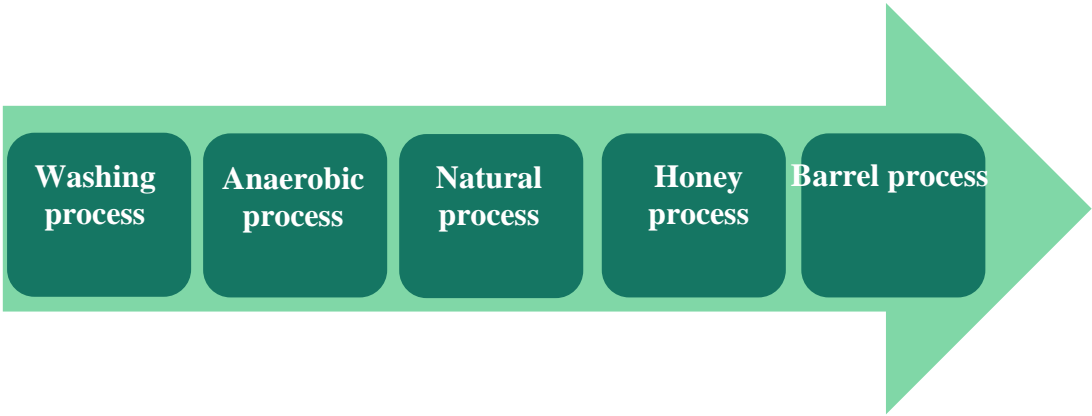 Washing
process
Anaerobic
process
Natural
process
Honey
process
Barrel process